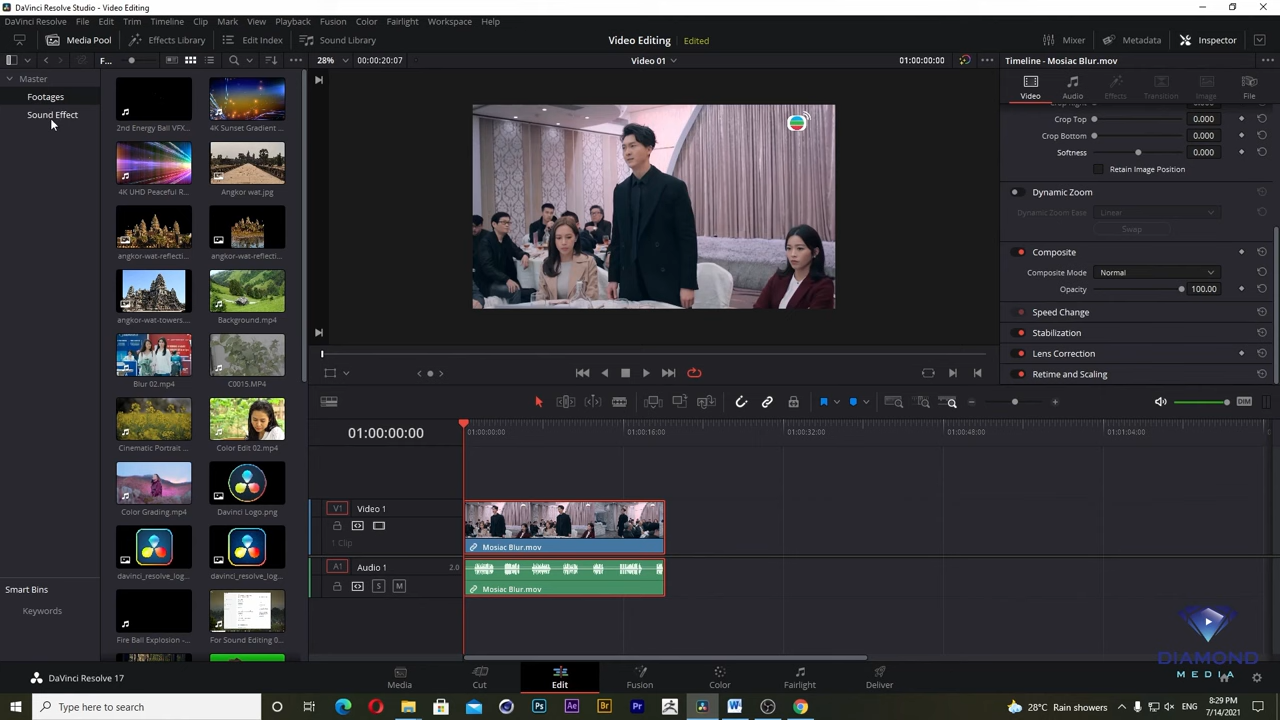 DaVinci Resolve Studio - Video Editing
DaVinci Resolve File Edit Trim Timeline Clip Mark View Playback Fusion Color Fairlight Workspace Help
Media Pool Effects Library Edit Index Sound Library Video Editing Edited Mixer Metadata Inspector
F... 28% 00:00:20:07 Video 01 01:00:00:00 Timeline - Mosiac Blur.mov
Master
Footages
Sound Effect
2nd Energy Ball VFX... 4K Sunset Gradient ...
4K UHD Peaceful R... Angkor wat.jpg
angkor-wat-reflecti... angkor-wat-reflecti...
angkor-wat-towers.... Background.mp4
Blur 02.mp4 C0015.MP4
Cinematic Portrait ... Color Edit 02.mp4
Color Grading.mp4 Davinci Logo.png
davinci_resolve_log... davinci_resolve_log...
Fire Ball Explosion -... For Sound Editing 0...
Smart Bins
Keywords
Video Audio Effects Transition Image File
Crop Top 0.000
Crop Bottom 0.000
Softness 0.000
Retain Image Position
Dynamic Zoom
Dynamic Zoom Ease Linear
Swap
Composite
Composite Mode Normal
Opacity 100.00
Speed Change
Stabilization
Lens Correction
Retime and Scaling
DIM
01:00:00:00 01:00:00:00 01:00:16:00 01:00:32:00 01:00:48:00 01:01:04:00
V1 Video 1
1 Clip
Mosiac Blur.mov
A1 Audio 1 2.0
S M
Mosiac Blur.mov
DIAMOND
MEDIA
DaVinci Resolve 17 Media Cut Edit Fusion Color Fairlight Deliver
Type here to search Ps Ae Br Pr W 28°C Rain showers 8:29 PM
7/14/2021